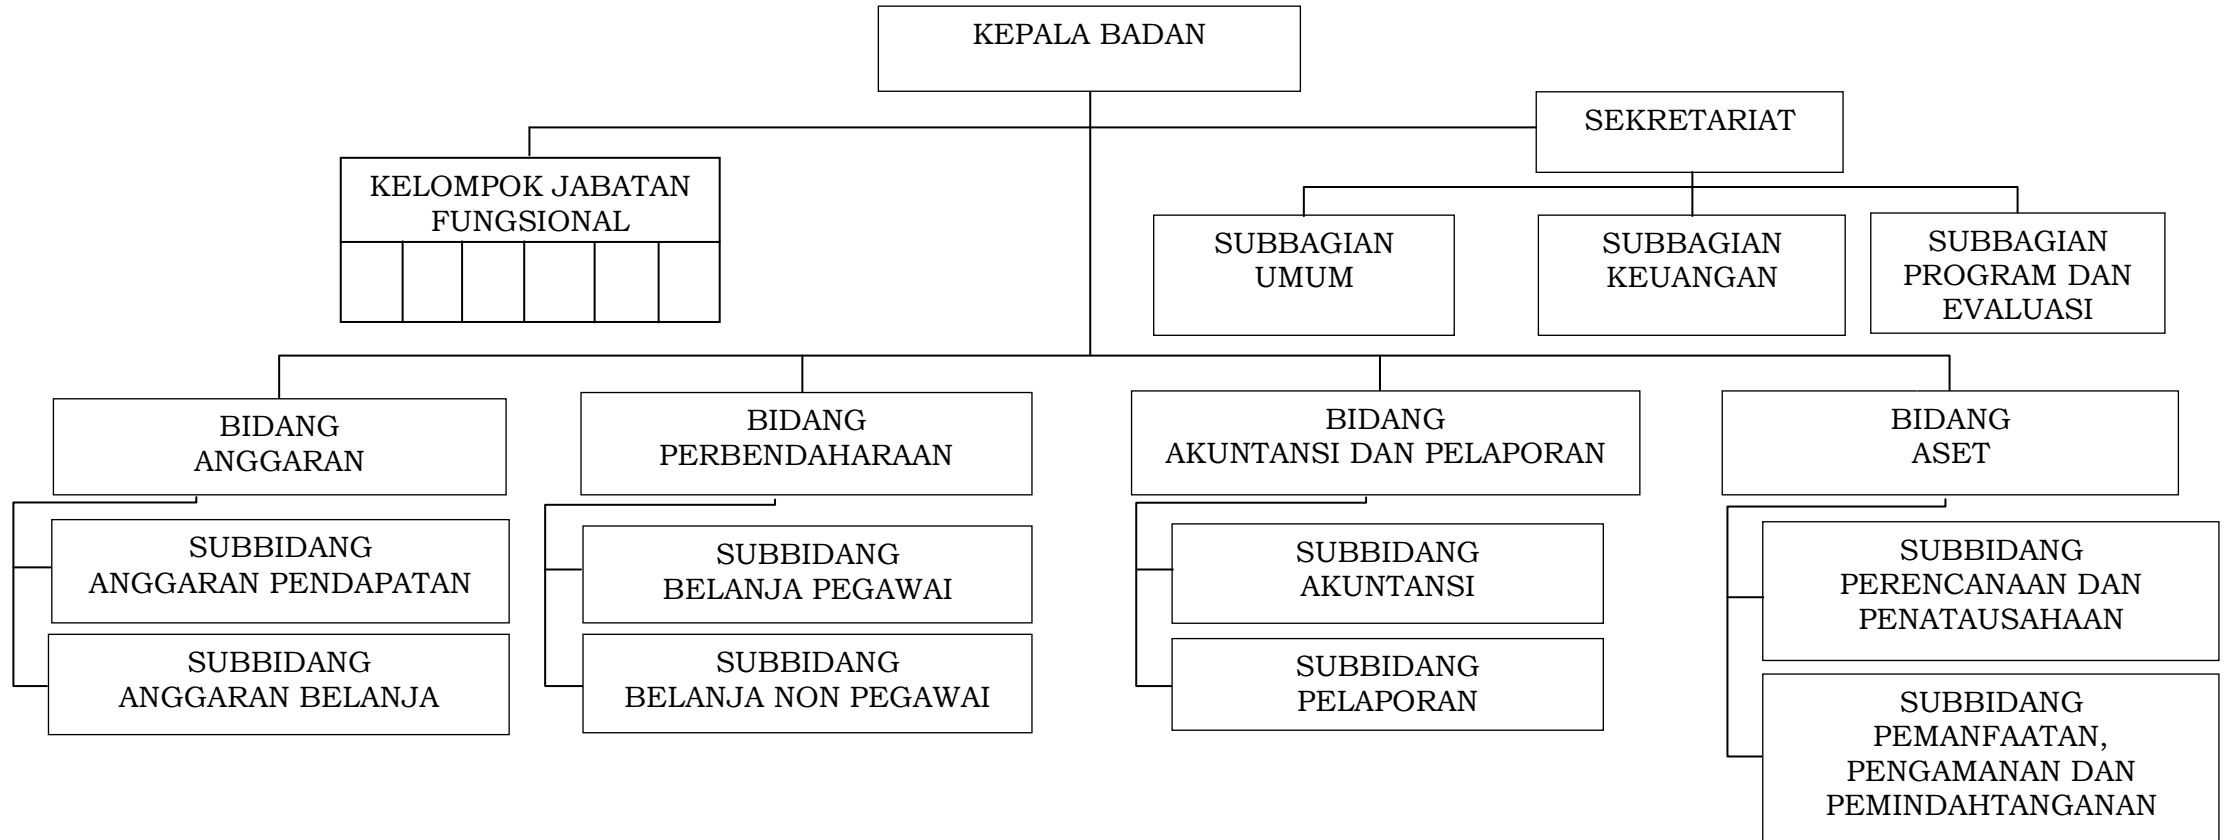 KEPALA BADAN
SEKRETARIAT
KELOMPOK JABATAN
FUNGSIONAL
SUBBAGIAN
UMUM
SUBBAGIAN
KEUANGAN
SUBBAGIAN
PROGRAM DAN
EVALUASI
BIDANG
ANGGARAN
BIDANG
PERBENDAHARAAN
BIDANG
AKUNTANSI DAN PELAPORAN
BIDANG
ASET
SUBBIDANG
ANGGARAN PENDAPATAN
SUBBIDANG
BELANJA PEGAWAI
SUBBIDANG
AKUNTANSI
SUBBIDANG
PERENCANAAN DAN
PENATAUSAHAAN
SUBBIDANG
ANGGARAN BELANJA
SUBBIDANG
BELANJA NON PEGAWAI
SUBBIDANG
PELAPORAN
SUBBIDANG
PEMANFAATAN,
PENGAMANAN DAN
PEMINDAHTANGANAN